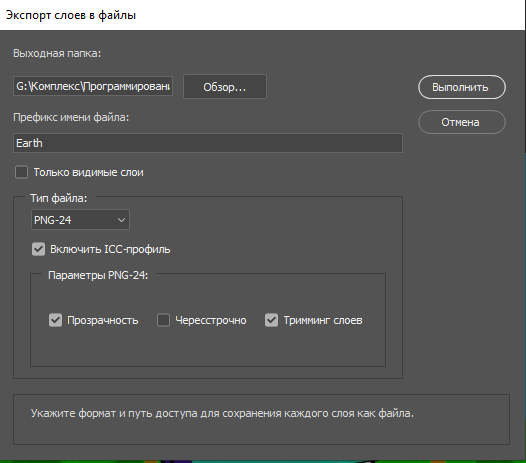 Экспорт слоев в файлы
Выходная папка:
G:\Комплекс\Программировани
Обзор...
Выполнить
Префикс имени файла:
Отмена
Earth
Только видимые слои
Тип файла:
PNG-24
Включить ICC-профиль
Параметры PNG-24:
Прозрачность
Чересстрочно
Тримминг слоев
Укажите формат и путь доступа для сохранения каждого слоя как файла.